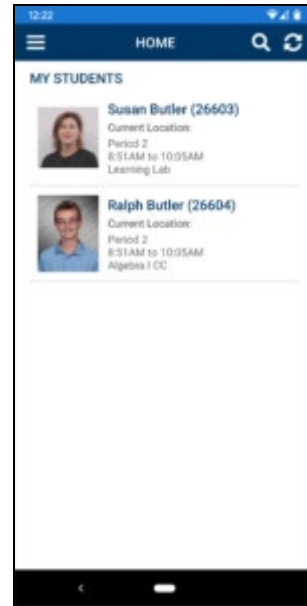 12:22
HOME
MY STUDENTS
Susan Butler (26603)
Current Location:
Period 2
8:51AM to 10:05AM
Learning Lab
Ralph Butler (26604)
Current Location:
Period 2
8:51AM to 10:05AM
Algebra I CC